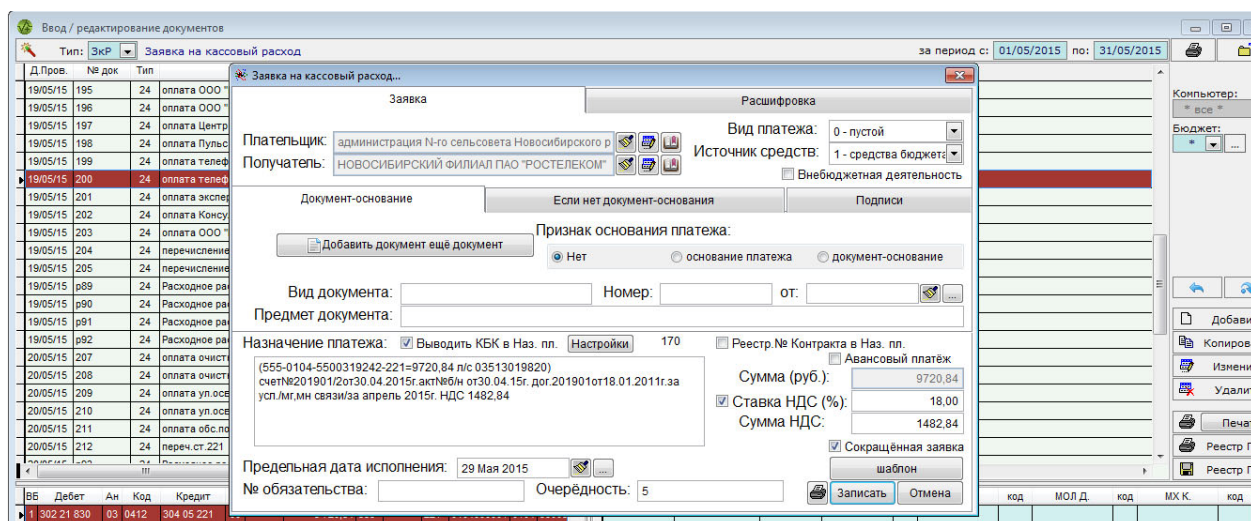 Ввод / редактирование документов
Тип: ЗкР Заявка на кассовый расход за период с: 01/05/2015 по: 31/05/2015
Д.Пров. № док Тип
19/05/15 195 24 оплата ООО "
19/05/15 196 24 оплата ООО "
19/05/15 197 24 оплата Центр
19/05/15 198 24 оплата Пульс
19/05/15 199 24 оплата телеф
19/05/15 200 24 оплата телеф
19/05/15 201 24 оплата экспер
19/05/15 202 24 оплата Консу.
19/05/15 203 24 оплата ООО "
19/05/15 204 24 перечисление
19/05/15 205 24 перечисление
19/05/15 р89 24 Расходное рас
19/05/15 р90 24 Расходное рас
19/05/15 р91 24 Расходное рас
19/05/15 р92 24 Расходное рас
20/05/15 207 24 оплата очистк
20/05/15 208 24 оплата очистк
20/05/15 209 24 оплата ул.осв
20/05/15 210 24 оплата ул.осв
20/05/15 211 24 оплата обс.по
20/05/15 212 24 переч.ст.221
ВБ Дебет Ан Код Кредит
1 302 21 830 03 0412 304 05 221
Заявка на кассовый расход...
Заявка Расшифровка
Плательщик: администрация N-го сельсовета Новосибирского р
Вид платежа: 0 - пустой
Получатель: НОВОСИБИРСКИЙ ФИЛИАЛ ПАО "РОСТЕЛЕКОМ"
Источник средств: 1 - средства бюджета
Внебюджетная деятельность
Документ-основание Если нет документ-основания Подписи
Добавить документ ещё документ
Признак основания платежа:
Нет основание платежа документ-основание
Вид документа: Номер: от: ...
Предмет документа:
Назначение платежа: Выводить КБК в Наз. пл. Настройки 170 Реестр.№ Контракта в Наз. пл.
Авансовый платёж
(555-0104-5500319242-221=9720,84 л/с 03513019820)
счет№201901/2от30.04.2015г.акт№б/н от30.04.15г. дог.201901от18.01.2011г.за
усл./мг,мн связи/за апрель 2015г. НДС 1482,84
Сумма (руб.): 9720,84
Ставка НДС (%): 18,00
Сумма НДС: 1482,84
Сокращённая заявка
Предельная дата исполнения: 29 Мая 2015 ...
шаблон
№ обязательства: Очерёдность: 5
Записать Отмена
Компьютер:
* все *
Бюджет:
* ...
Добави
Копиров
Измени
Удали
Печа
Реестр П
Реестр П
код МОЛ Д. код МХ К. код